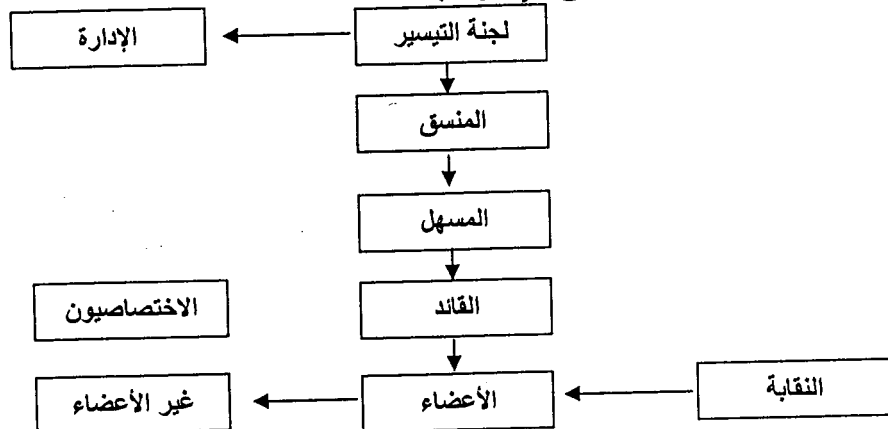 لجنة التيسير
الإدارة
المنسق
المسهل
القائد
الاختصاصيون
النقابة
الأعضاء
غير الأعضاء